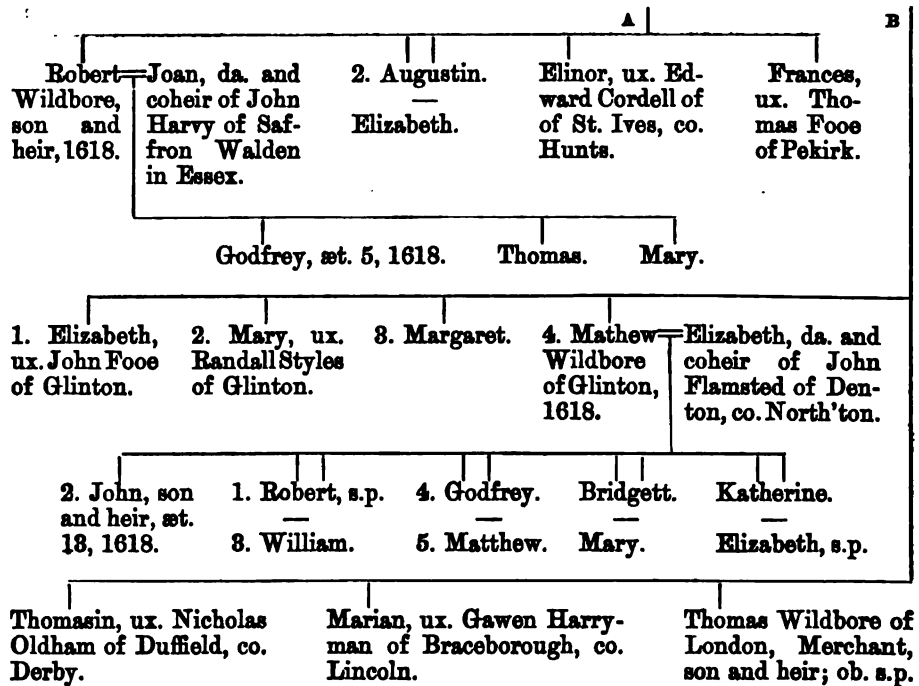 A
B
Robert=Joan, da. and
Wildbore, coheir of John
son and Harvy of Saf-
heir, 1618. fron Walden
in Essex.
2. Augustin.
—
Elizabeth.
Elinor, ux. Ed-
ward Cordell of
of St. Ives, co.
Hunts.
Frances,
ux. Tho-
mas Fooe
of Pekirk.
Godfrey, æt. 5, 1618.
Thomas.
Mary.
1. Elizabeth,
ux. John Fooe
of Glinton.
2. Mary, ux.
Randall Styles
of Glinton.
3. Margaret.
4. Mathew=Elizabeth, da. and
Wildbore coheir of John
of Glinton, Flamsted of Den-
1618. ton, co. North'ton.
2. John, son
and heir, æt.
13, 1618.
1. Robert, s.p.
—
3. William.
4. Godfrey.
—
5. Matthew.
Bridgett.
—
Mary.
Katherine.
—
Elizabeth, s.p.
Thomasin, ux. Nicholas
Oldham of Duffield, co.
Derby.
Marian, ux. Gawen Harry-
man of Braceborough, co.
Lincoln.
Thomas Wildbore of
London, Merchant,
son and heir; ob. s.p.